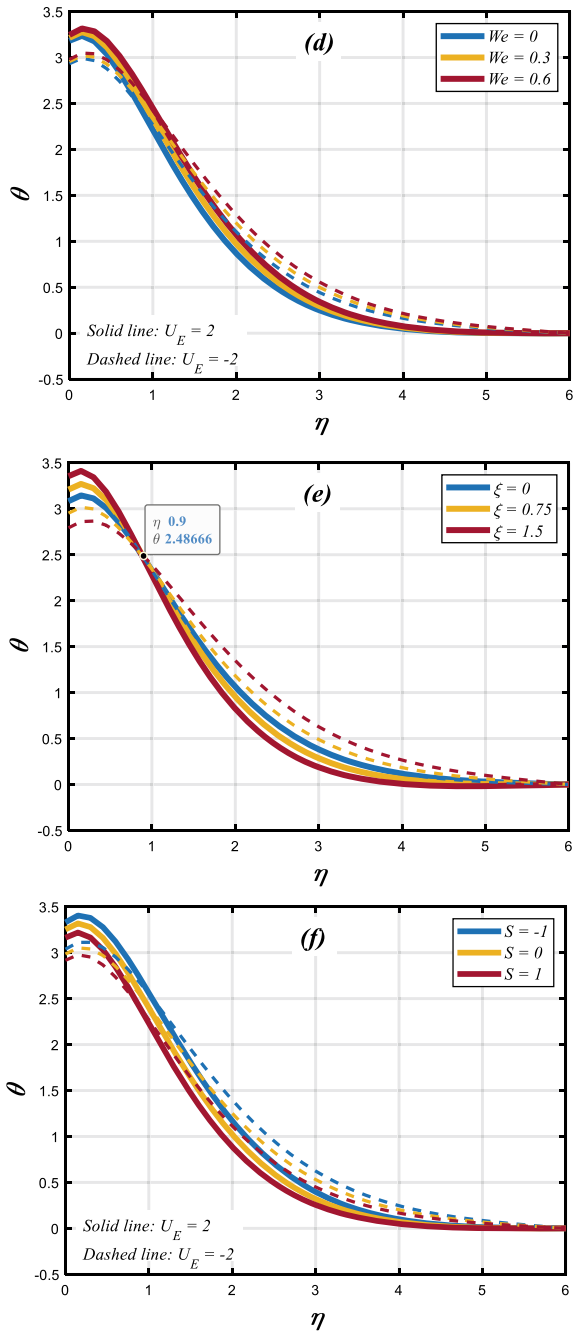 (d)
We = 0
We = 0.3
We = 0.6
3.5
3
2.5
2
1.5
1
0.5
0
-0.5
θ
Solid line: U_E = 2
Dashed line: U_E = -2
0 1 2 3 4 5 6
η
(e)
ξ = 0
ξ = 0.75
ξ = 1.5
3.5
3
2.5
2
1.5
1
0.5
0
-0.5
θ
η 0.9
θ 2.48666
0 1 2 3 4 5 6
η
(f)
S = -1
S = 0
S = 1
3.5
3
2.5
2
1.5
1
0.5
0
-0.5
θ
Solid line: U_E = 2
Dashed line: U_E = -2
0 1 2 3 4 5 6
η